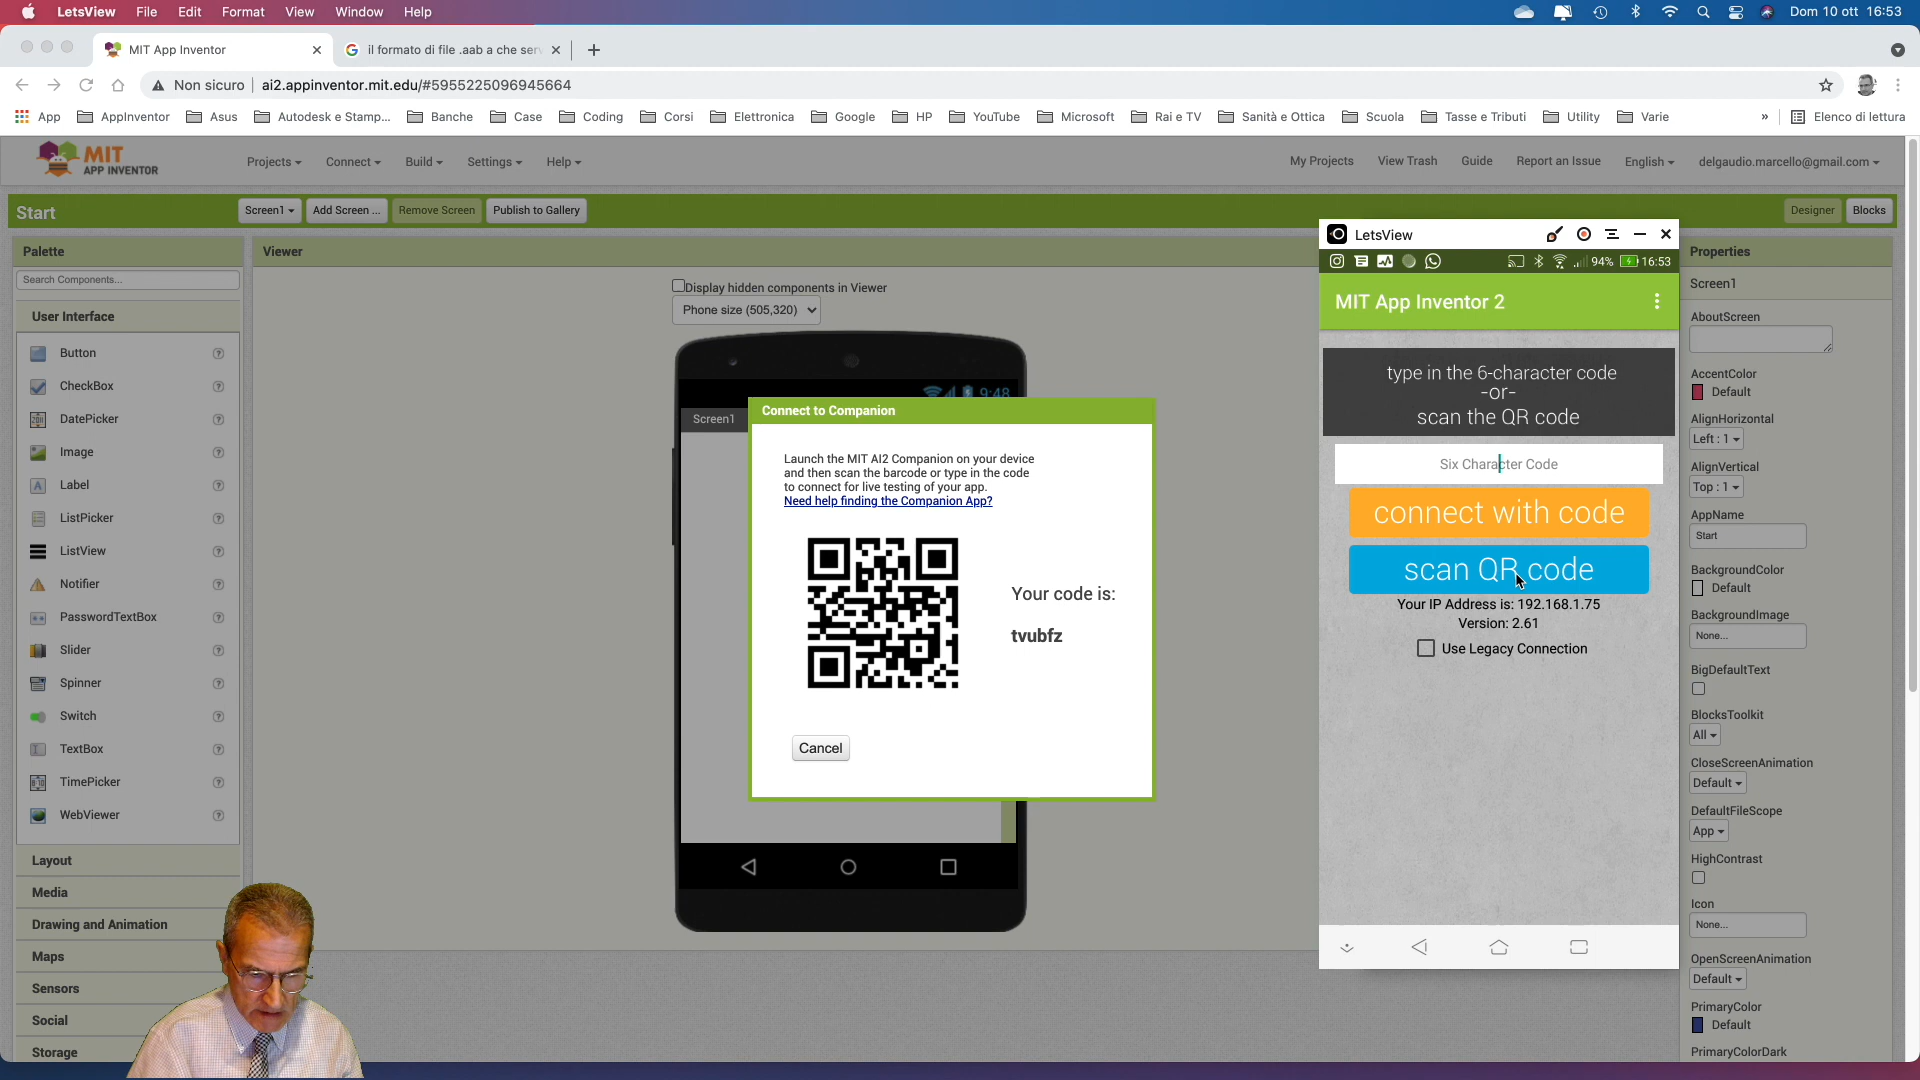 LetsView File Edit Format View Window Help
Dom 10 ott 16:53
MIT App Inventor
il formato di file .aab a che serv
Non sicuro ai2.appinventor.mit.edu/#5955225096945664
App AppInventor Asus Autodesk e Stamp... Banche Case Coding Corsi Elettronica Google HP YouTube Microsoft Rai e TV Sanità e Ottica Scuola Tasse e Tributi Utility Varie » Elenco di lettura
MIT
APP INVENTOR
Projects Connect Build Settings Help
My Projects View Trash Guide Report an Issue English delgaudio.marcello@gmail.com
Start
Screen1 Add Screen ... Remove Screen Publish to Gallery
Designer Blocks
Palette
Search Components...
User Interface
Button
CheckBox
DatePicker
Image
Label
ListPicker
ListView
Notifier
PasswordTextBox
Slider
Spinner
Switch
TextBox
TimePicker
WebViewer
Layout
Media
Drawing and Animation
Maps
Sensors
Social
Storage
Viewer
Display hidden components in Viewer
Phone size (505,320)
9:48
Screen1
Connect to Companion
Launch the MIT AI2 Companion on your device
and then scan the barcode or type in the code
to connect for live testing of your app.
Need help finding the Companion App?
Your code is:
tvubfz
Cancel
LetsView
94% 16:53
MIT App Inventor 2
type in the 6-character code
-or-
scan the QR code
Six Character Code
connect with code
scan QR code
Your IP Address is: 192.168.1.75
Version: 2.61
Use Legacy Connection
Properties
Screen1
AboutScreen
AccentColor
Default
AlignHorizontal
Left : 1
AlignVertical
Top : 1
AppName
Start
BackgroundColor
Default
BackgroundImage
None...
BigDefaultText
BlocksToolkit
All
CloseScreenAnimation
Default
DefaultFileScope
App
HighContrast
Icon
None...
OpenScreenAnimation
Default
PrimaryColor
Default
PrimaryColorDark